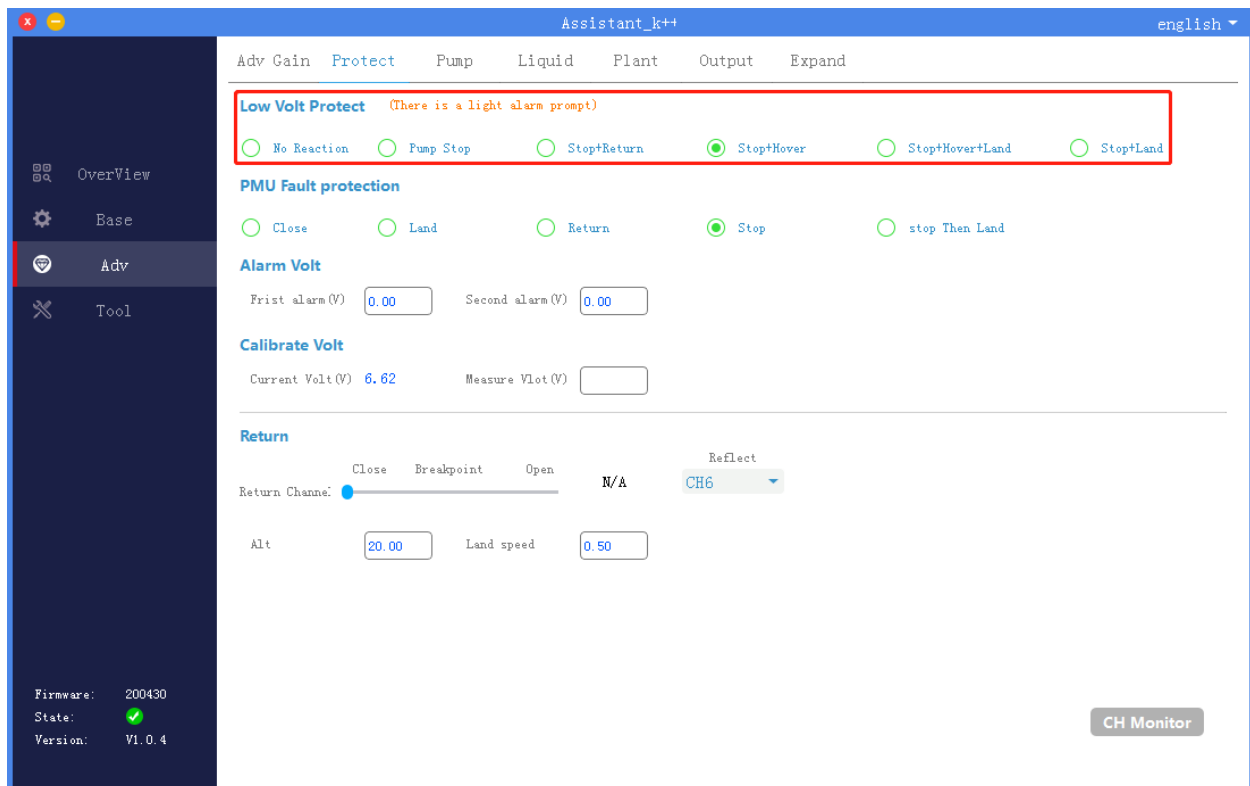 Assistant_k++
english
Adv Gain Protect Pump Liquid Plant Output Expand
Low Volt Protect (There is a light alarm prompt)
No Reaction Pump Stop Stop+Return Stop+Hover Stop+Hover+Land Stop+Land
PMU Fault protection
Close Land Return Stop stop Then Land
Alarm Volt
Frist alarm(V) 0.00 Second alarm(V) 0.00
Calibrate Volt
Current Volt(V) 6.62 Measure Vlot(V)
Return
Close Breakpoint Open
Reflect
Return Channel N/A CH6
Alt 20.00 Land speed 0.50
CH Monitor
OverView
Base
Adv
Tool
Firmware: 200430
State:
Version: V1.0.4